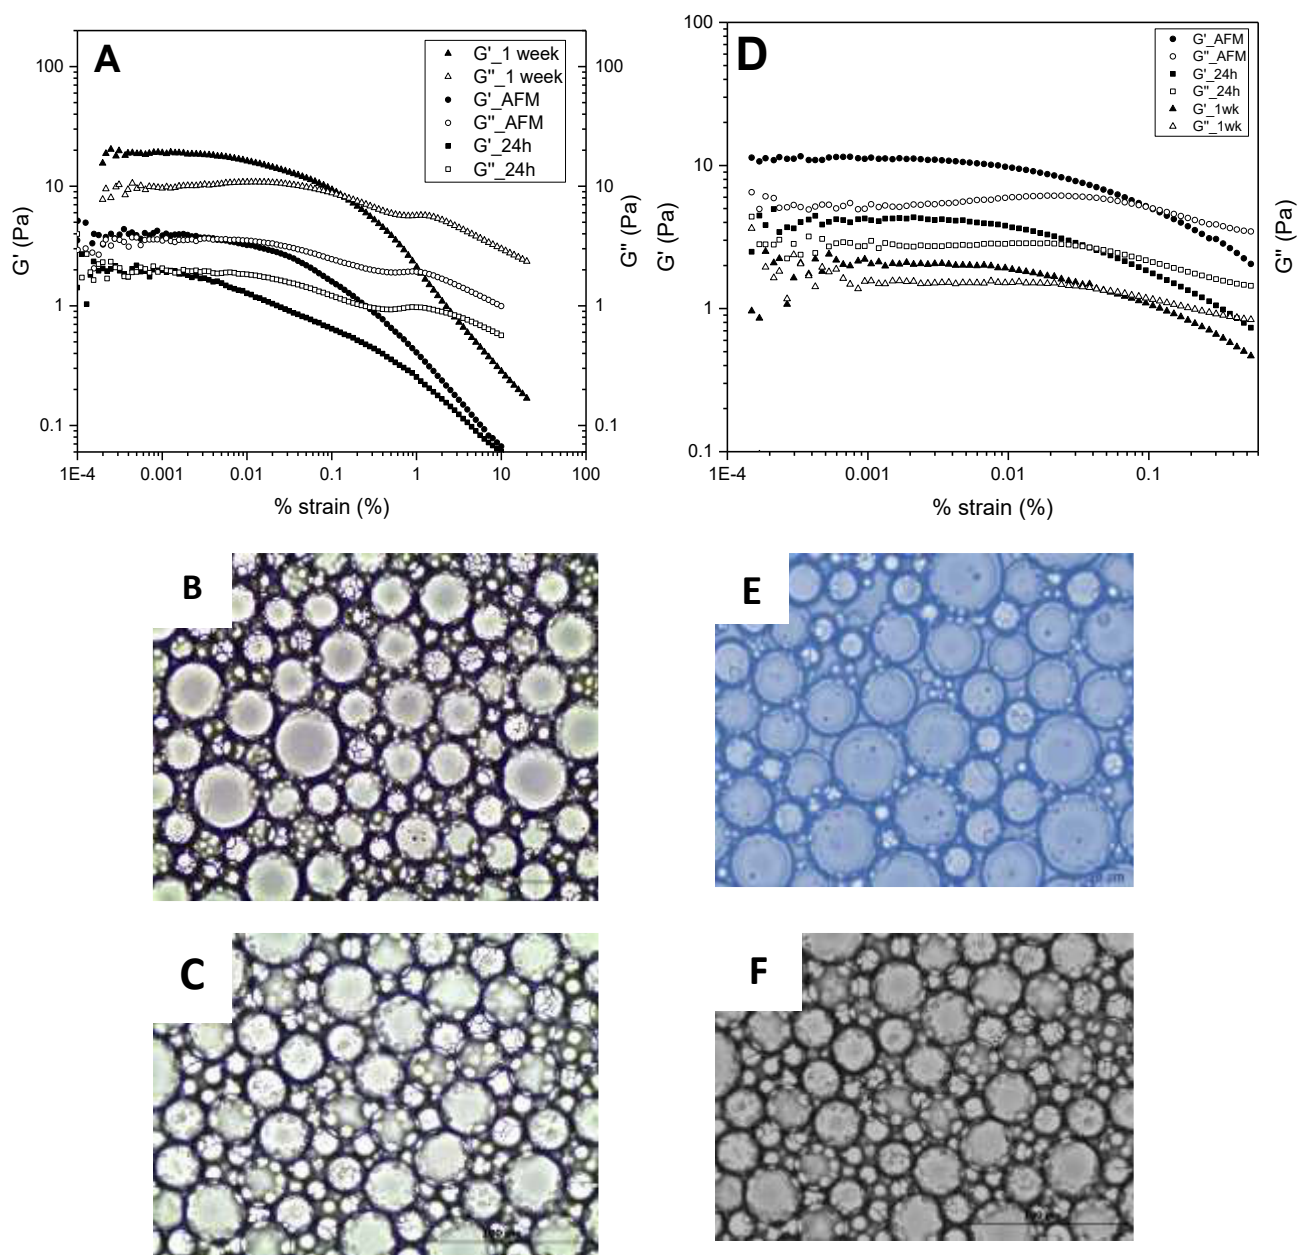 A
G'_1 week
G''_1 week
G'_AFM
G''_AFM
G'_24h
G''_24h
100
10
1
0.1
100
10
1
0.1
G' (Pa)
G'' (Pa)
1E-4 0.001 0.01 0.1 1 10 100
% strain (%)
D
G'_AFM
G''_AFM
G'_24h
G''_24h
G'_1wk
G''_1wk
100
10
1
0.1
G' (Pa)
G'' (Pa)
1E-4 0.001 0.01 0.1
% strain (%)
B
E
C
F